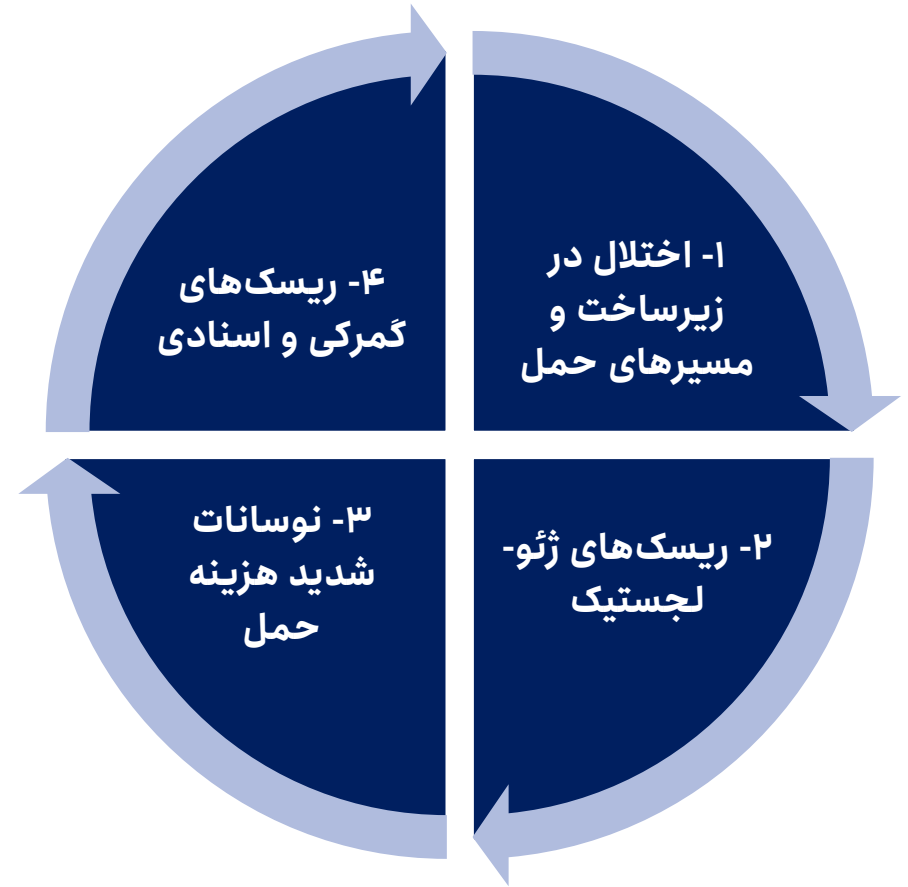 ۱- اختلال در
زیرساخت و
مسیرهای حمل
۲- ریسک‌های ژئو-
لجستیک
۳- نوسانات
شدید هزینه
حمل
۴- ریسک‌های
گمرکی و اسنادی